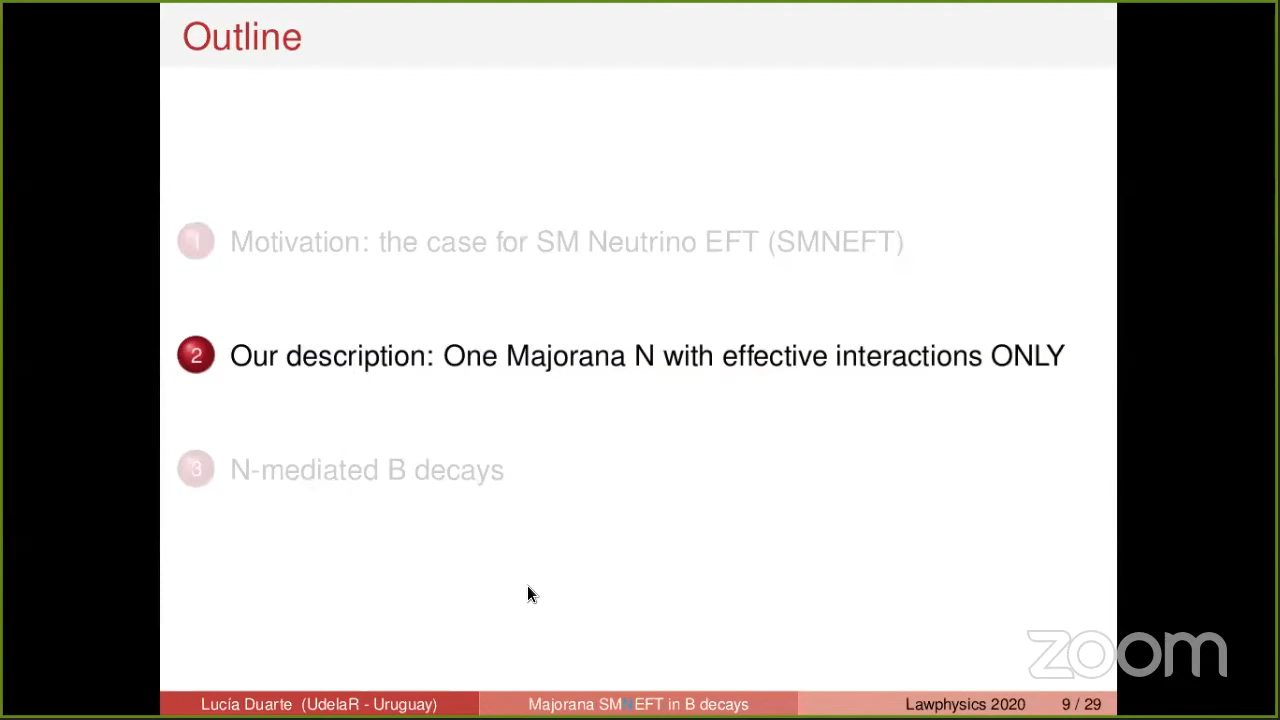 Outline
1 Motivation: the case for SM Neutrino EFT (SMNEFT)
2 Our description: One Majorana N with effective interactions ONLY
3 N-mediated B decays
zoom
Lucía Duarte (UdelaR - Uruguay) Majorana SMNEFT in B decays Lawphysics 2020 9 / 29